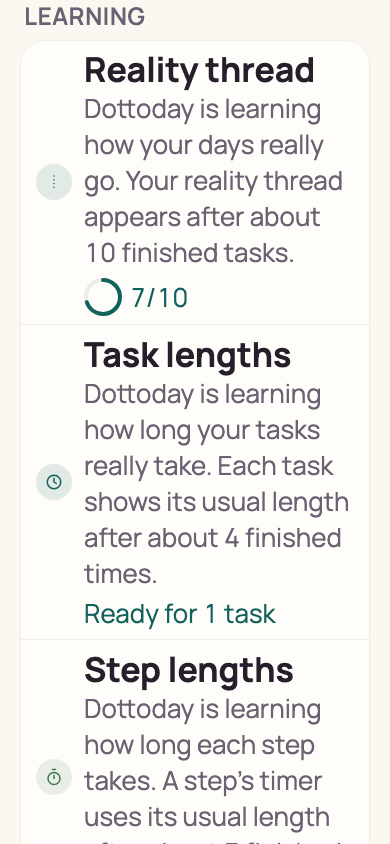 LEARNING
Reality thread
Dottoday is learning
how your days really
go. Your reality thread
appears after about
10 finished tasks.
7/10
Task lengths
Dottoday is learning
how long your tasks
really take. Each task
shows its usual length
after about 4 finished
times.
Ready for 1 task
Step lengths
Dottoday is learning
how long each step
takes. A step’s timer
uses its usual length